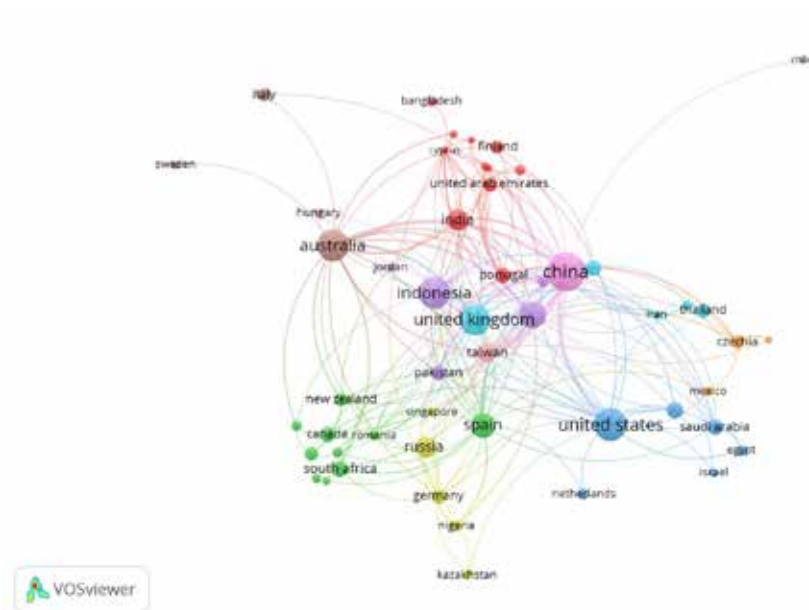 italy
bangladesh
sweden
finland
united arab emirates
hungary
india
australia
jordan
portugal
china
indonesia
united kingdom
iran
thailand
czechia
taiwan
pakistan
mexico
new zealand
singapore
spain
united states
canada
romania
saudi arabia
russia
egypt
south africa
israel
germany
netherlands
nigeria
kazakhstan
VOSviewer